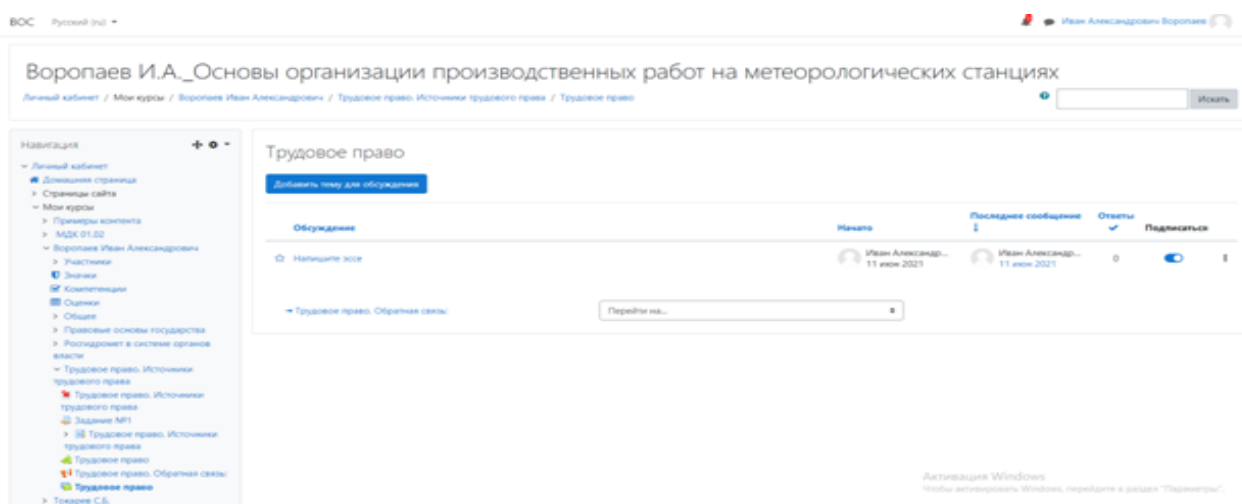 ВОС Русский (ru)
Иван Александрович Воропаев
Воропаев И.А._Основы организации производственных работ на метеорологических станциях
Личный кабинет / Мои курсы / Воропаев Иван Александрович / Трудовое право. Источники трудового права / Трудовое право
Искать
Навигация
Личный кабинет
Домашняя страница
Страницы сайта
Мои курсы
Примеры контента
МДК 01.02
Воропаев Иван Александрович
Участники
Значки
Компетенции
Оценки
Общее
Правовые основы государства
Росгидромет в системе органов
власти
Трудовое право. Источники
трудового права
Трудовое право. Источники
трудового права
Задание №1
Трудовое право. Источники
трудового права
Трудовое право
Трудовое право. Обратная связь:
Трудовое право
Токарев С.Б.
Трудовое право
Добавить тему для обсуждения
Обсуждение Начато Последнее сообщение ↓ Ответы Подписаться
Напишите эссе Иван Александр... Иван Александр... 0
11 июн 2021 11 июн 2021
→ Трудовое право. Обратная связь: Перейти на...
Активация Windows
Чтобы активировать Windows, перейдите в раздел "Параметры".